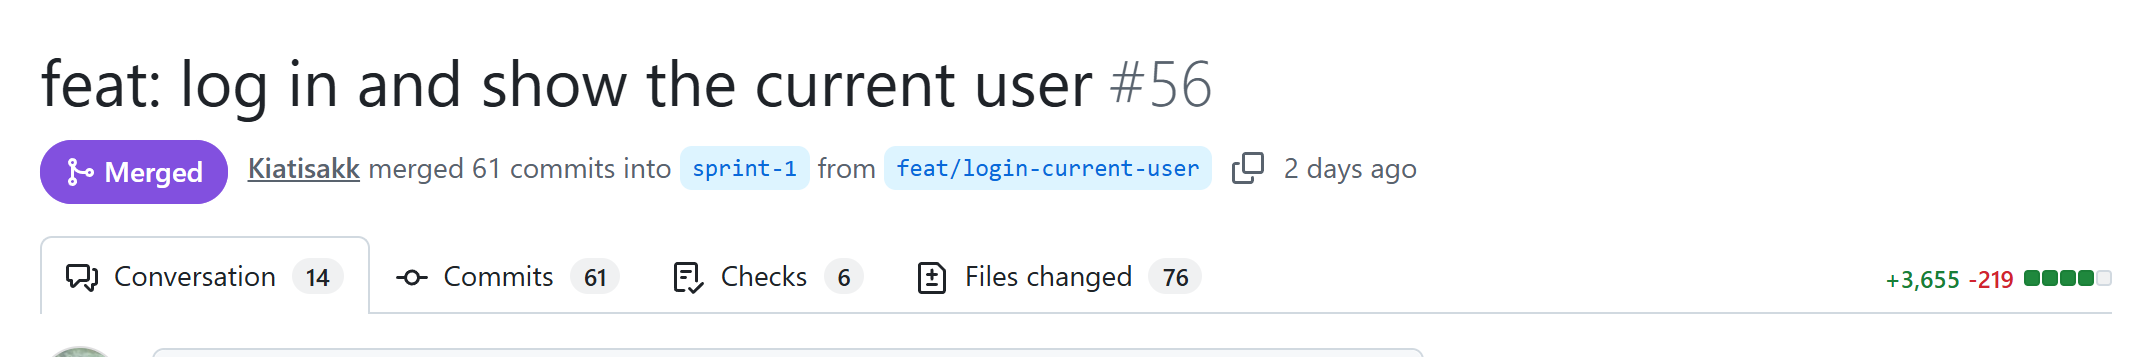 feat: log in and show the current user #56
Merged Kiatisakk merged 61 commits into sprint-1 from feat/login-current-user 2 days ago
Conversation 14 Commits 61 Checks 6 Files changed 76 +3,655 -219